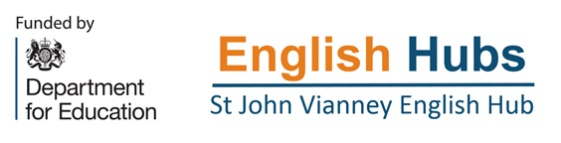 Funded by
Department
for Education
English Hubs
St John Vianney English Hub